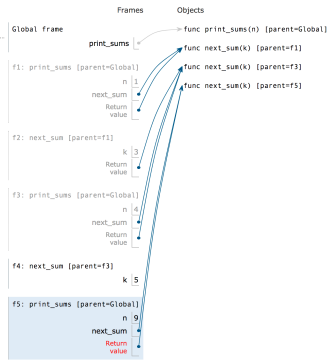 Frames Objects
Global frame
func print_sums(n) [parent=Global]
print_sums
func next_sum(k) [parent=f1]
func next_sum(k) [parent=f3]
f1: print_sums [parent=Global]
func next_sum(k) [parent=f5]
n 1
next_sum
Return
value
f2: next_sum [parent=f1]
k 3
Return
value
f3: print_sums [parent=Global]
n 4
next_sum
Return
value
f4: next_sum [parent=f3]
k 5
f5: print_sums [parent=Global]
n 9
next_sum
Return
value